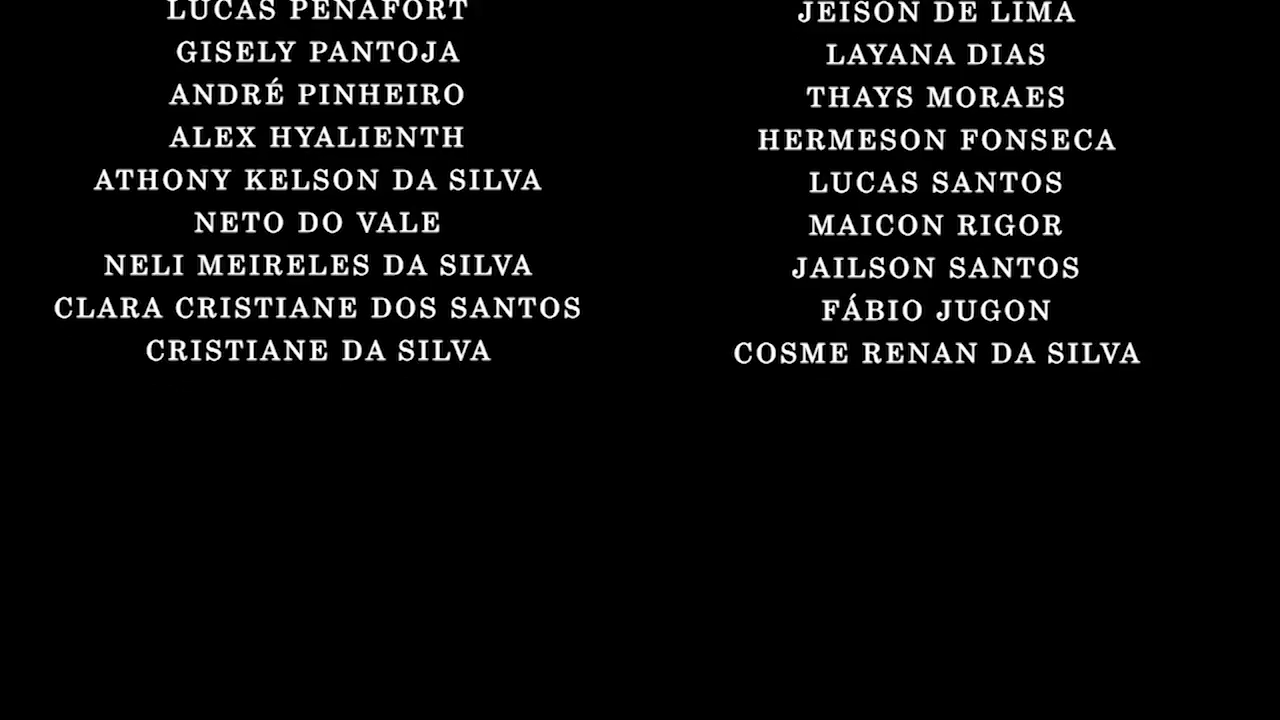 LUCAS PENAFORT
GISELY PANTOJA
ANDRÉ PINHEIRO
ALEX HYALIENTH
ATHONY KELSON DA SILVA
NETO DO VALE
NELI MEIRELES DA SILVA
CLARA CRISTIANE DOS SANTOS
CRISTIANE DA SILVA
JEISON DE LIMA
LAYANA DIAS
THAYS MORAES
HERMESON FONSECA
LUCAS SANTOS
MAICON RIGOR
JAILSON SANTOS
FÁBIO JUGON
COSME RENAN DA SILVA